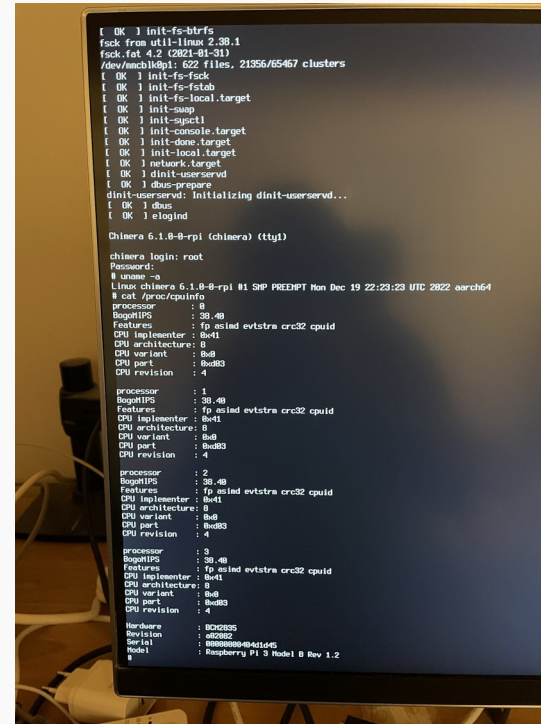 [  OK  ] init-fs-btrfs
fsck from util-linux 2.38.1
fsck.fat 4.2 (2021-01-31)
/dev/mmcblk0p1: 622 files, 21356/65467 clusters
[  OK  ] init-fs-fsck
[  OK  ] init-fs-fstab
[  OK  ] init-fs-local.target
[  OK  ] init-swap
[  OK  ] init-sysctl
[  OK  ] init-console.target
[  OK  ] init-done.target
[  OK  ] init-local.target
[  OK  ] network.target
[  OK  ] dinit-userservd
[  OK  ] dbus-prepare
dinit-userservd: Initializing dinit-userservd...
[  OK  ] dbus
[  OK  ] elogind
Chimera 6.1.0-0-rpi (chimera) (tty1)
chimera login: root
Password:
# uname -a
Linux chimera 6.1.0-0-rpi #1 SMP PREEMPT Mon Dec 19 22:23:23 UTC 2022 aarch64
# cat /proc/cpuinfo
processor : 0
BogoMIPS : 38.40
Features : fp asimd evtstrm crc32 cpuid
CPU implementer : 0x41
CPU architecture: 8
CPU variant : 0x0
CPU part : 0xd03
CPU revision : 4
processor : 1
BogoMIPS : 38.40
Features : fp asimd evtstrm crc32 cpuid
CPU implementer : 0x41
CPU architecture: 8
CPU variant : 0x0
CPU part : 0xd03
CPU revision : 4
processor : 2
BogoMIPS : 38.40
Features : fp asimd evtstrm crc32 cpuid
CPU implementer : 0x41
CPU architecture: 8
CPU variant : 0x0
CPU part : 0xd03
CPU revision : 4
processor : 3
BogoMIPS : 38.40
Features : fp asimd evtstrm crc32 cpuid
CPU implementer : 0x41
CPU architecture: 8
CPU variant : 0x0
CPU part : 0xd03
CPU revision : 4
Hardware : BCM2835
Revision : a02082
Serial : 00000000404d1d45
Model : Raspberry Pi 3 Model B Rev 1.2
#